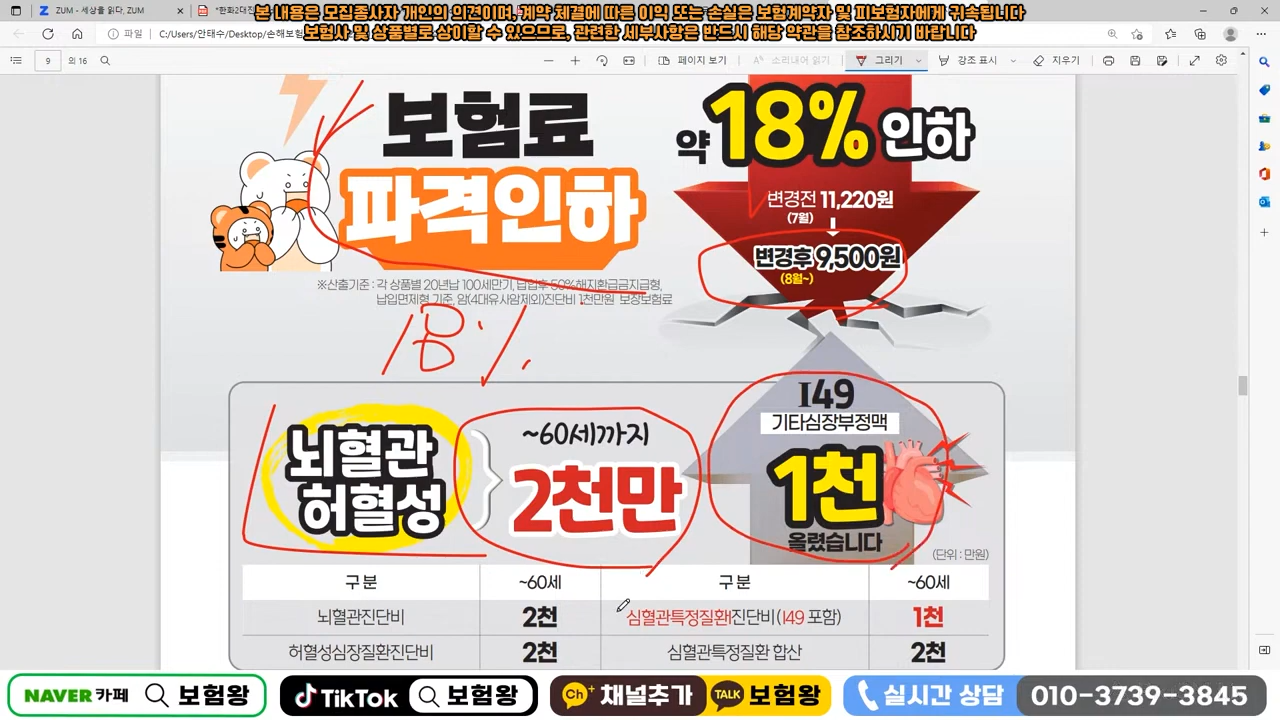 본 내용은 모집종사자 개인의 의견이며, 계약 체결에 따른 이익 또는 손실은 보험계약자 및 피보험자에게 귀속됩니다
보험사 및 상품별로 상이할 수 있으므로, 관련한 세부사항은 반드시 해당 약관을 참조하시기 바랍니다
ZUM - 세상을 읽다, ZUM
"한화2대진
파일
C:/Users/안태수/Desktop/손해보험
9 의 16
페이지 보기
소리내어 읽기
그리기
강조 표시
지우기
보험료
파격인하
약 18% 인하
변경전 11,220원
(7월)
변경후 9,500원
(8월~)
※산출기준 : 각 상품별 20년납 100세만기, 납입후 50%해지환급금지급형,
납입면제형 기준, 암(4대유사암제외)진단비 1천만원 보장보험료
18%
뇌혈관
허혈성
~60세까지
2천만
I49
기타심장부정맥
1천
올렸습니다
(단위 : 만원)
구분 ~60세 구분 ~60세
뇌혈관진단비 2천 심혈관특정질환진단비(I49 포함) 1천
허혈성심장질환진단비 2천 심혈관특정질환 합산 2천
NAVER 카페 보험왕
TikTok 보험왕
Ch+ 채널추가 TALK 보험왕
실시간 상담 010-3739-3845